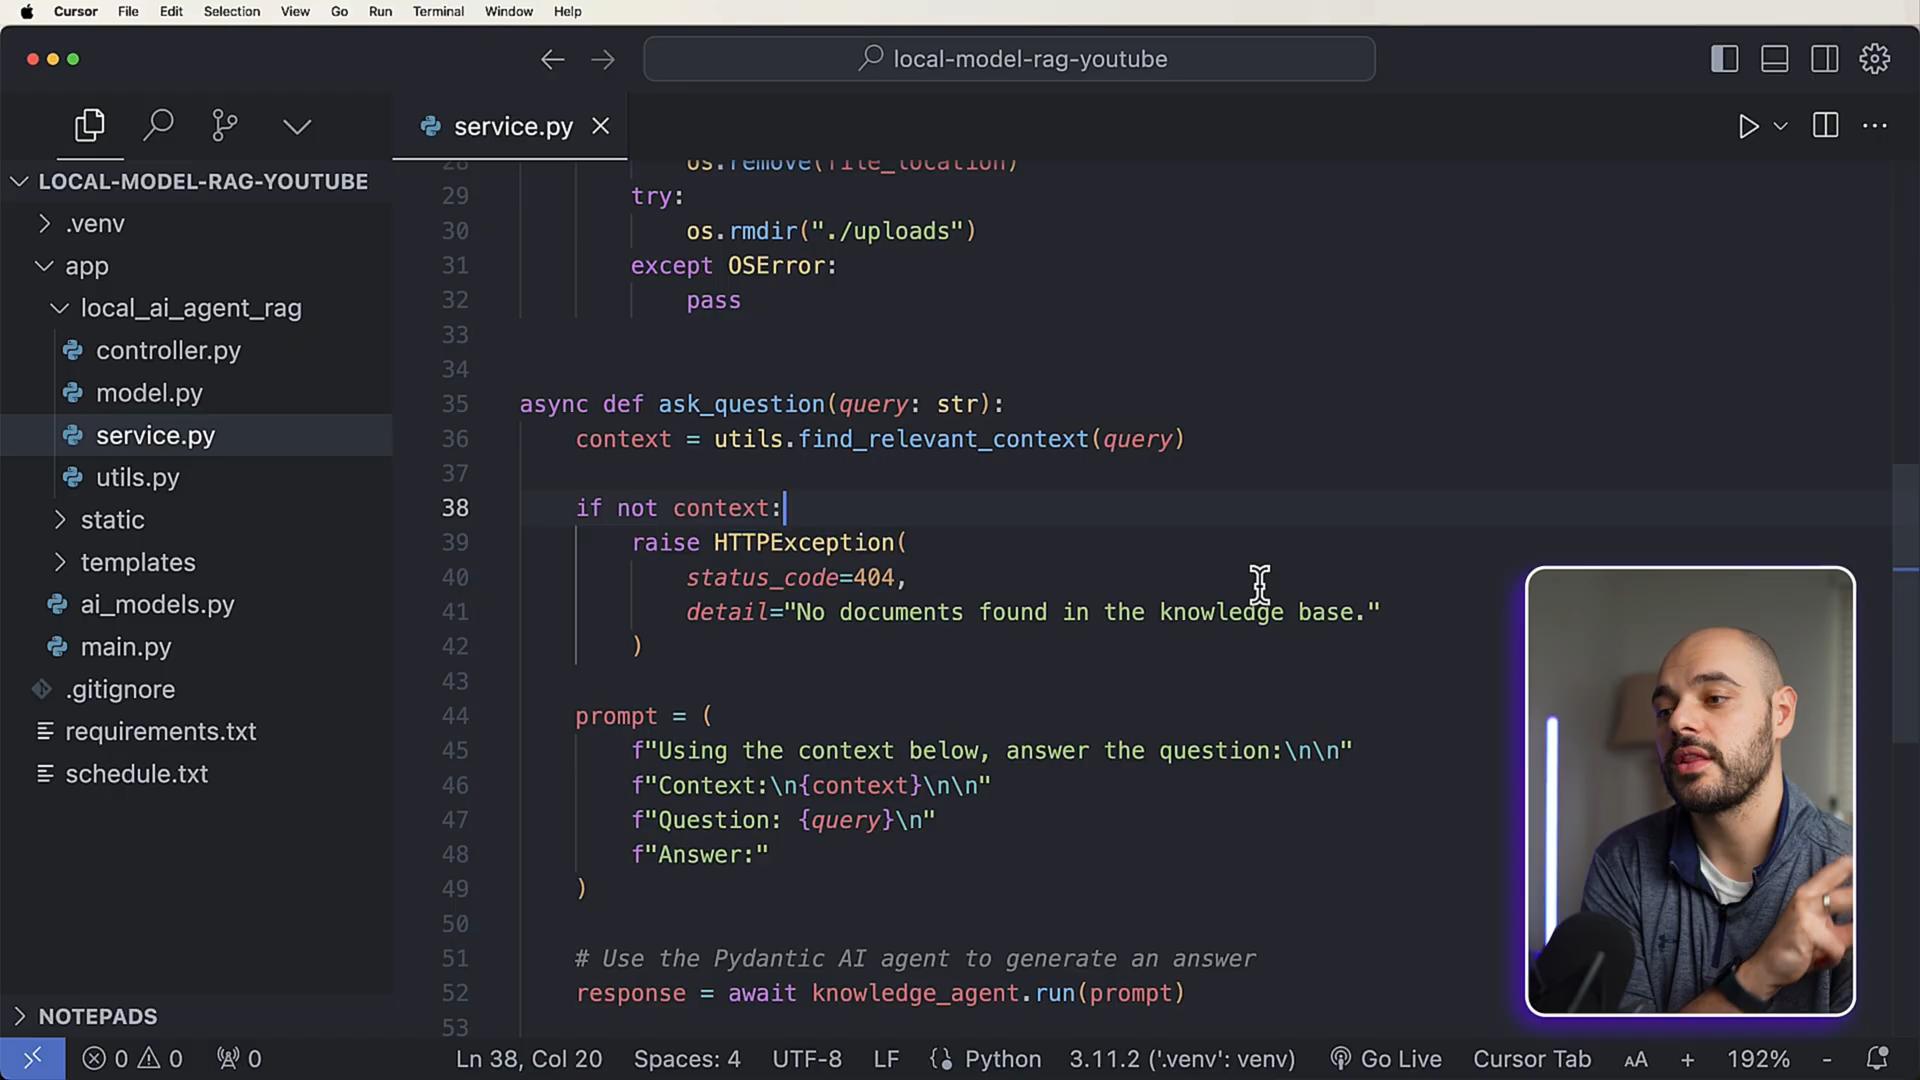 Cursor File Edit Selection View Go Run Terminal Window Help
local-model-rag-youtube
service.py
LOCAL-MODEL-RAG-YOUTUBE
.venv
app
local_ai_agent_rag
controller.py
model.py
service.py
utils.py
static
templates
ai_models.py
main.py
.gitignore
requirements.txt
schedule.txt
NOTEPADS
28 os.remove(file_location)
29 try:
30 os.rmdir("./uploads")
31 except OSError:
32 pass
33
34
35 async def ask_question(query: str):
36 context = utils.find_relevant_context(query)
37
38 if not context:
39 raise HTTPException(
40 status_code=404,
41 detail="No documents found in the knowledge base."
42 )
43
44 prompt = (
45 f"Using the context below, answer the question:\n\n"
46 f"Context:\n{context}\n\n"
47 f"Question: {query}\n"
48 f"Answer:"
49 )
50
51 # Use the Pydantic AI agent to generate an answer
52 response = await knowledge_agent.run(prompt)
53
0 0 0 Ln 38, Col 20 Spaces: 4 UTF-8 LF {} Python 3.11.2 ('.venv': venv) Go Live Cursor Tab AA + 192% -